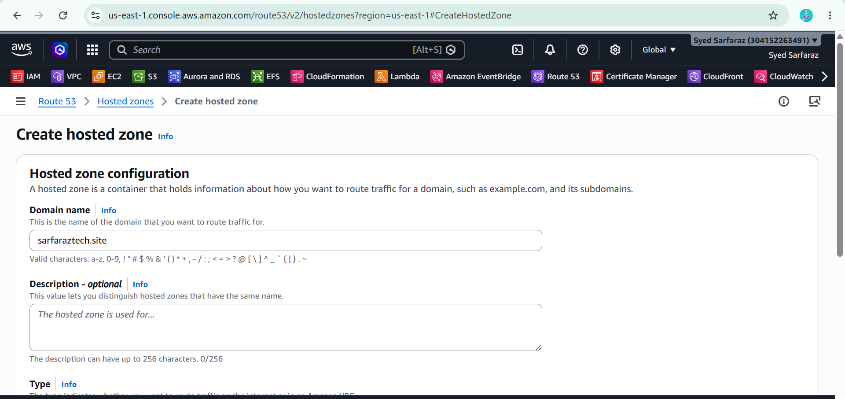 us-east-1.console.aws.amazon.com/route53/v2/hostedzones?region=us-east-1#CreateHostedZone
aws Search [Alt+S] Global Syed Sarfaraz (304152263491)
Syed Sarfaraz
IAM VPC EC2 S3 Aurora and RDS EFS CloudFormation Lambda Amazon EventBridge Route 53 Certificate Manager CloudFront CloudWatch
Route 53 Hosted zones Create hosted zone
Create hosted zone Info
Hosted zone configuration
A hosted zone is a container that holds information about how you want to route traffic for a domain, such as example.com, and its subdomains.
Domain name Info
This is the name of the domain that you want to route traffic for.
sarfaraztech.site
Valid characters: a-z, 0-9, ! " # $ % & ' ( ) * + , - / : ; < = > ? @ [ \ ] ^ _ ` { | } . ~
Description - optional Info
This value lets you distinguish hosted zones that have the same name.
The hosted zone is used for...
The description can have up to 256 characters. 0/256
Type Info